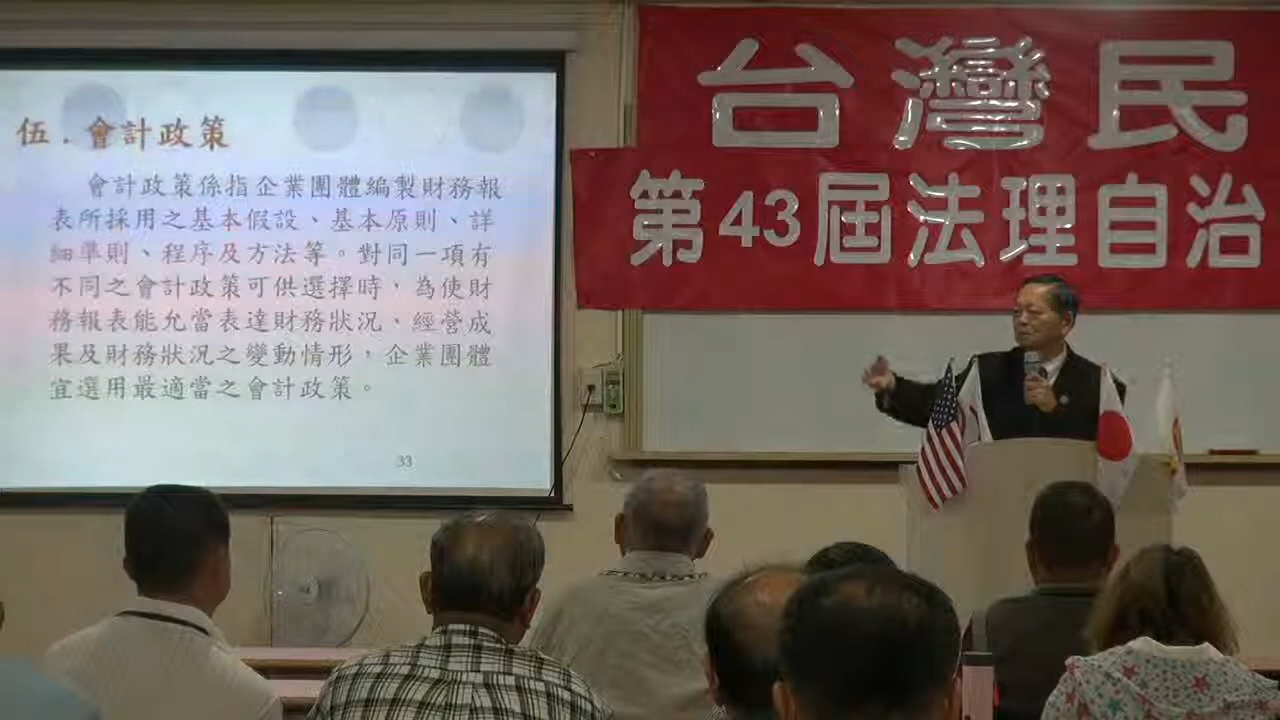 伍．會計政策
會計政策係指企業團體編製財務報
表所採用之基本假設、基本原則、詳
細準則、程序及方法等。對同一項有
不同之會計政策可供選擇時，為使財
務報表能允當表達財務狀況、經營成
果及財務狀況之變動情形，企業團體
宜選用最適當之會計政策。
33
台灣民
第43屆法理自治